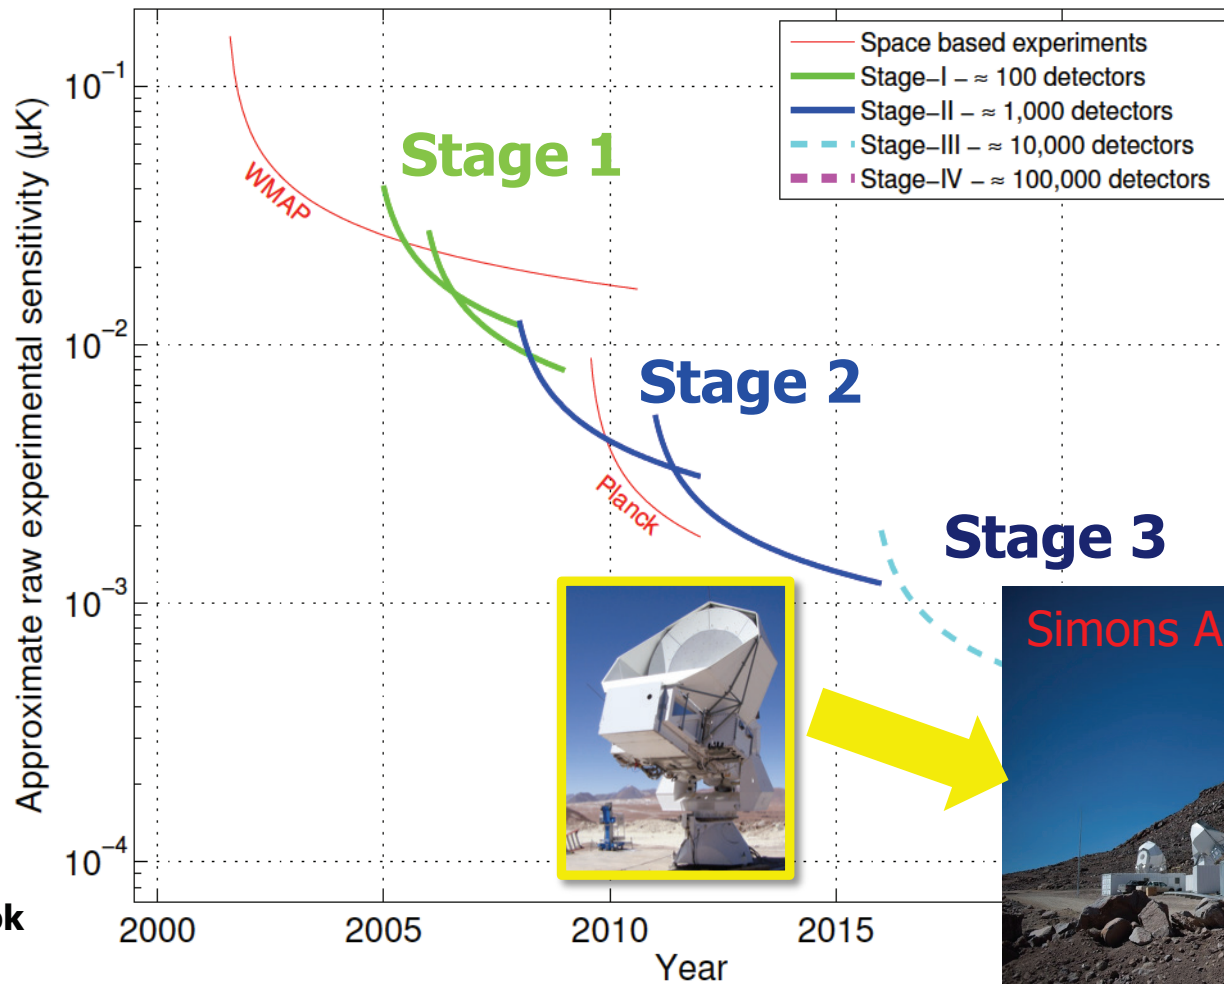 Space based experiments
Stage−I − ≈ 100 detectors
Stage−II − ≈ 1,000 detectors
Stage−III − ≈ 10,000 detectors
Stage−IV − ≈ 100,000 detectors
Approximate raw experimental sensitivity (μK)
10−1
10−2
10−3
10−4
Stage 1
WMAP
Stage 2
Planck
Stage 3
Simons A
2000
2005
2010
2015
Year